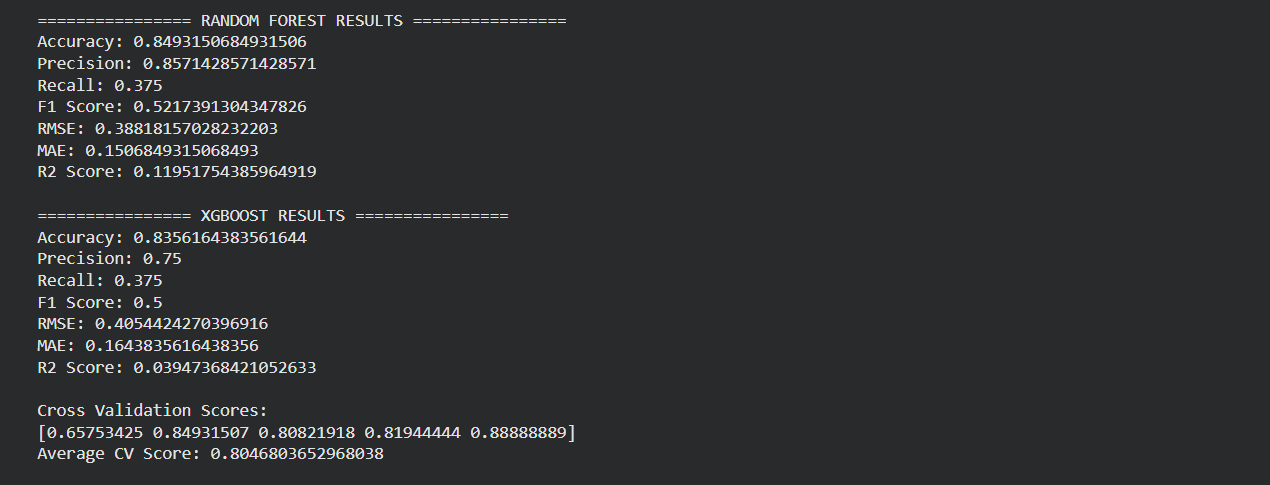 ================ RANDOM FOREST RESULTS ================
Accuracy: 0.8493150684931506
Precision: 0.8571428571428571
Recall: 0.375
F1 Score: 0.5217391304347826
RMSE: 0.38818157028232203
MAE: 0.1506849315068493
R2 Score: 0.11951754385964919
================ XGBOOST RESULTS ================
Accuracy: 0.8356164383561644
Precision: 0.75
Recall: 0.375
F1 Score: 0.5
RMSE: 0.4054424270396916
MAE: 0.1643835616438356
R2 Score: 0.03947368421052633
Cross Validation Scores:
[0.65753425 0.84931507 0.80821918 0.81944444 0.88888889]
Average CV Score: 0.8046803652968038